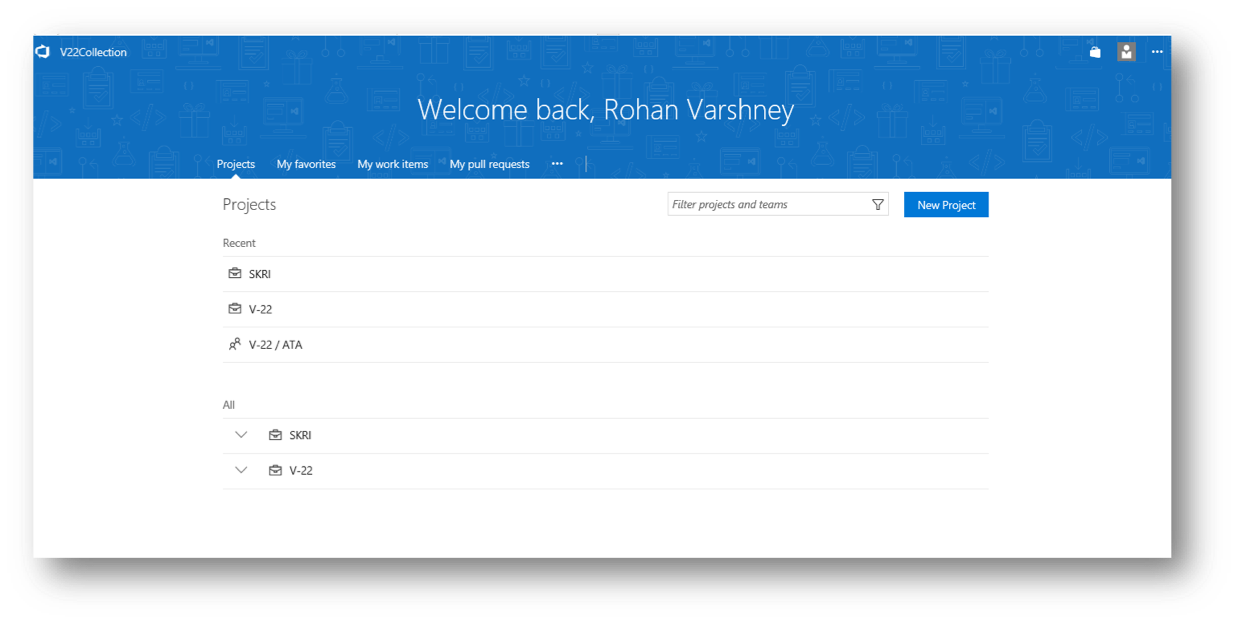 V22Collection
Welcome back, Rohan Varshney
Projects My favorites My work items My pull requests
Projects Filter projects and teams New Project
Recent
SKRI
V-22
V-22 / ATA
All
SKRI
V-22